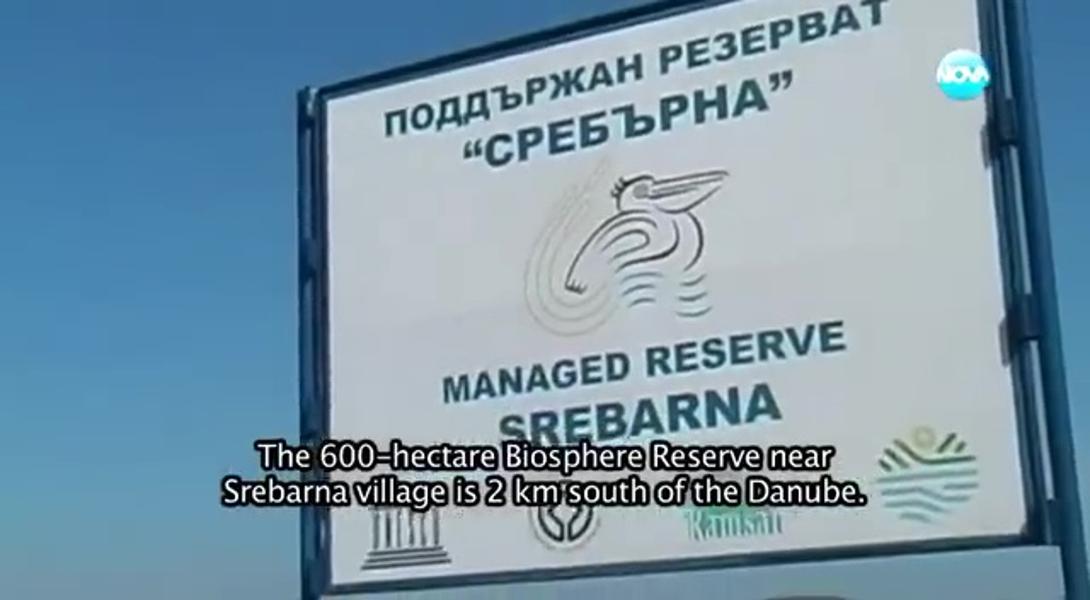 ПОДДЪРЖАН РЕЗЕРВАТ
“СРЕБЪРНА”
NOVA
MANAGED RESERVE
SREBARNA
The 600-hectare Biosphere Reserve near
Srebarna village is 2 km south of the Danube.
Ramsar